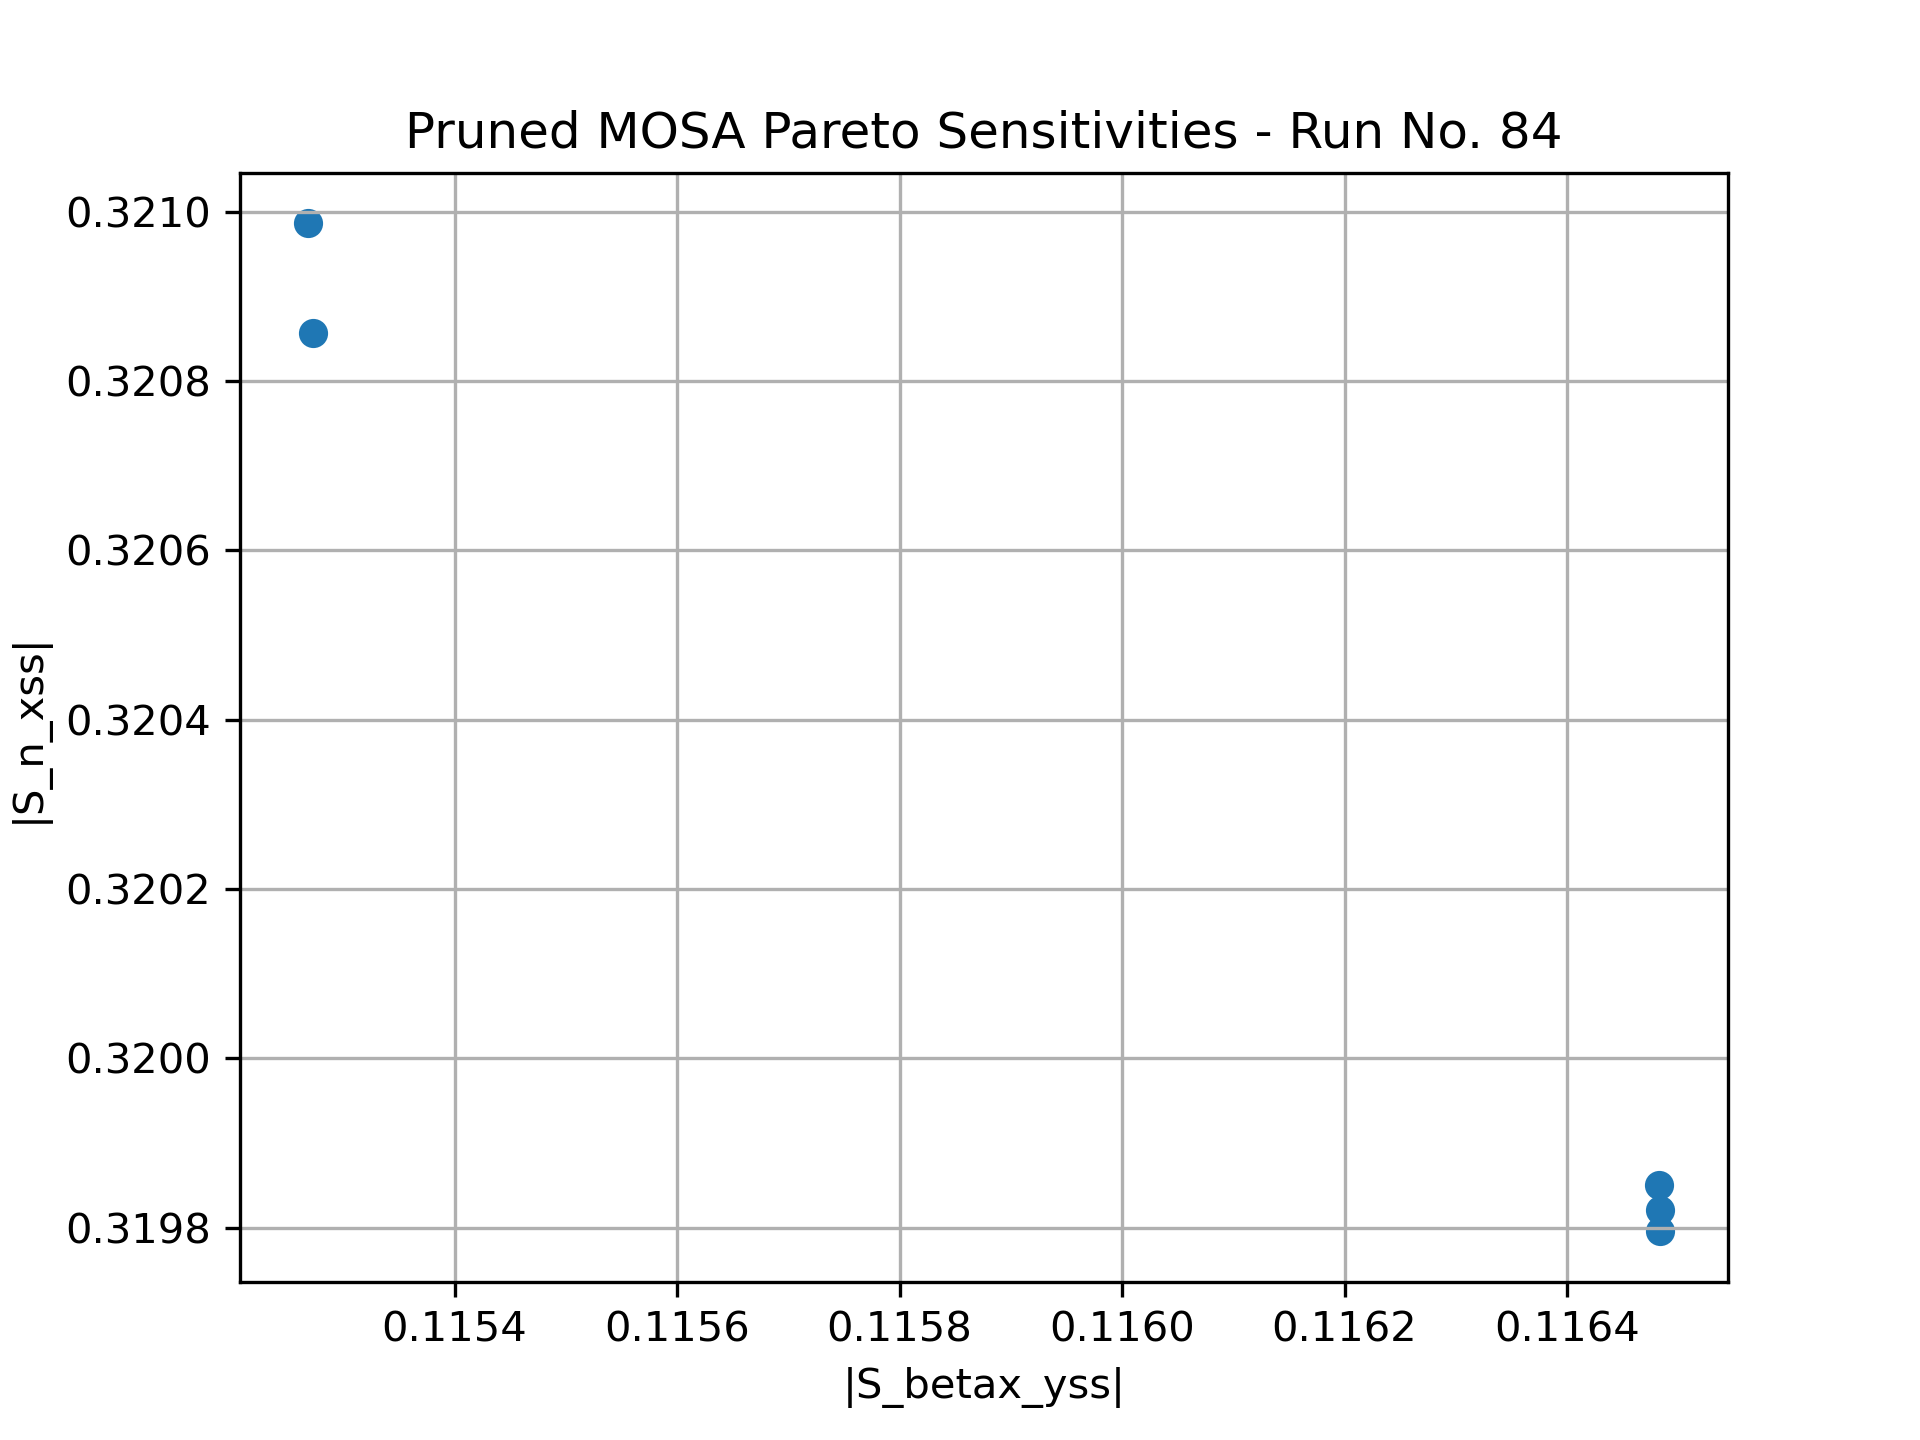 Pruned MOSA Pareto Sensitivities - Run No. 84
|S_n_xss|
0.3210
0.3208
0.3206
0.3204
0.3202
0.3200
0.3198
0.1154 0.1156 0.1158 0.1160 0.1162 0.1164
|S_betax_yss|